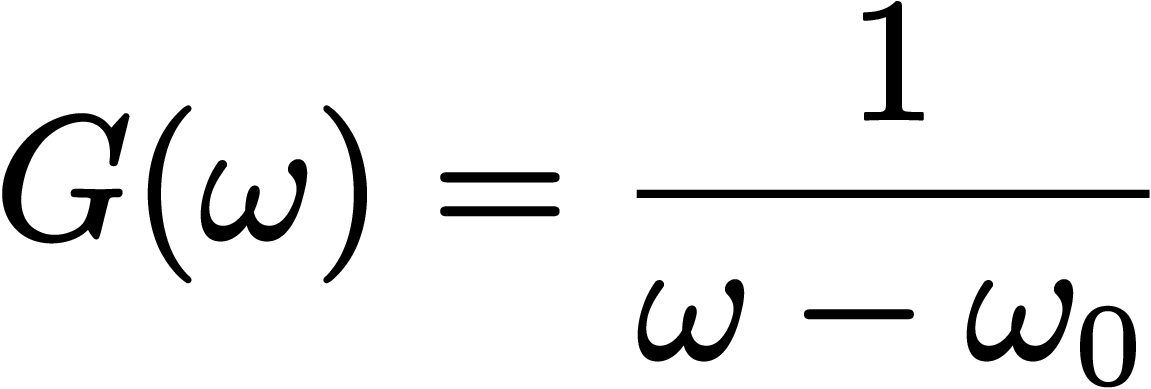 G(ω) = 1 / (ω − ω₀)